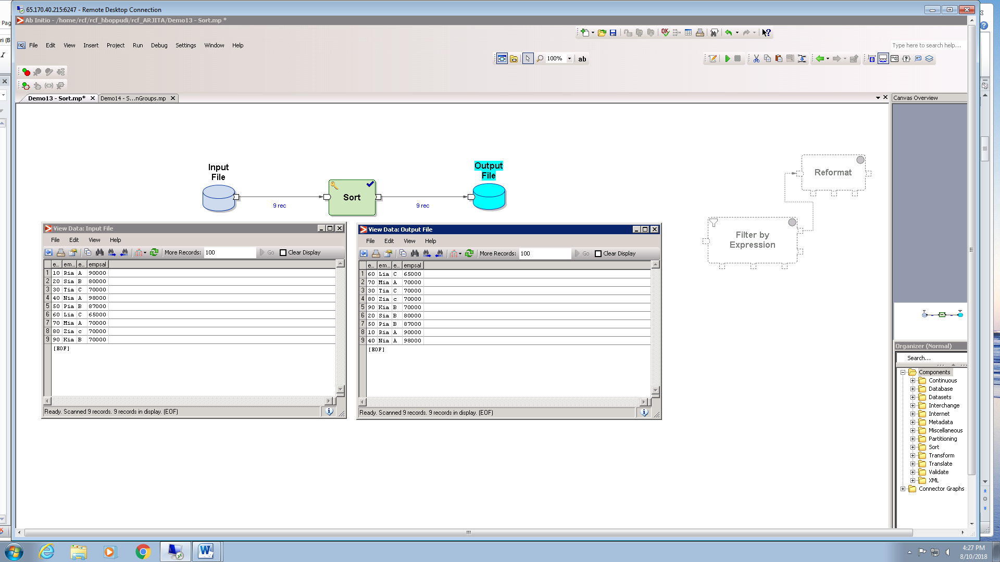 65.170.40.215:6247 - Remote Desktop Connection
Ab Initio - /home/rcf/rcf_hboppudi/rcf_ARJITA/Demo13 - Sort.mp *
File Edit View Insert Project Run Debug Settings Window Help
Type here to search help...
100%
ab
Demo13 - Sort.mp*
Demo14 - S...nGroups.mp
Canvas Overview
Input
File
Sort
Output
File
9 rec
9 rec
Reformat
Filter by
Expression
View Data: Input File
File Edit View Help
More Records: 100 Go Clear Display
e... em... e... empsal
1 10 Ria A 90000
2 20 Sia B 80000
3 30 Tia C 70000
4 40 Nia A 98000
5 50 Pia B 87000
6 60 Lia C 65000
7 70 Mia A 70000
8 80 Zia c 70000
9 90 Kia B 70000
[EOF]
Ready. Scanned 9 records. 9 records in display. (EOF)
View Data: Output File
File Edit View Help
More Records: 100 Go Clear Display
e... em... e... empsal
1 60 Lia C 65000
2 70 Mia A 70000
3 30 Tia C 70000
4 80 Zia c 70000
5 90 Kia B 70000
6 20 Sia B 80000
7 50 Pia B 87000
8 10 Ria A 90000
9 40 Nia A 98000
[EOF]
Ready. Scanned 9 records. 9 records in display. (EOF)
Organizer (Normal)
Search...
Components
Continuous
Database
Datasets
Interchange
Internet
Metadata
Miscellaneous
Partitioning
Sort
Transform
Translate
Validate
XML
Connector Graphs
4:27 PM
8/10/2018